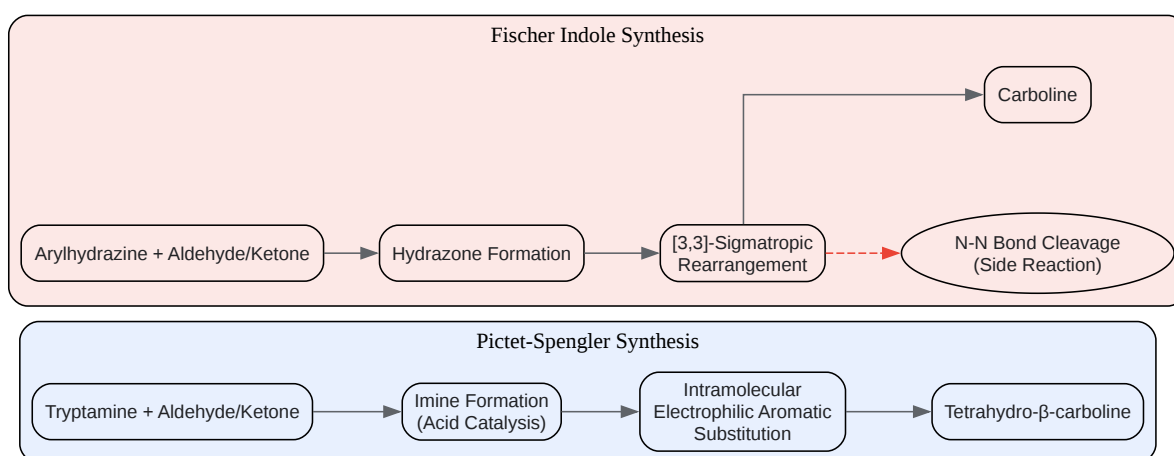 Fischer Indole Synthesis
Carboline
Arylhydrazine + Aldehyde/Ketone
Hydrazone Formation
[3,3]-Sigmatropic
Rearrangement
N-N Bond Cleavage
(Side Reaction)
Pictet-Spengler Synthesis
Tryptamine + Aldehyde/Ketone
Imine Formation
(Acid Catalysis)
Intramolecular
Electrophilic Aromatic
Substitution
Tetrahydro-β-carboline